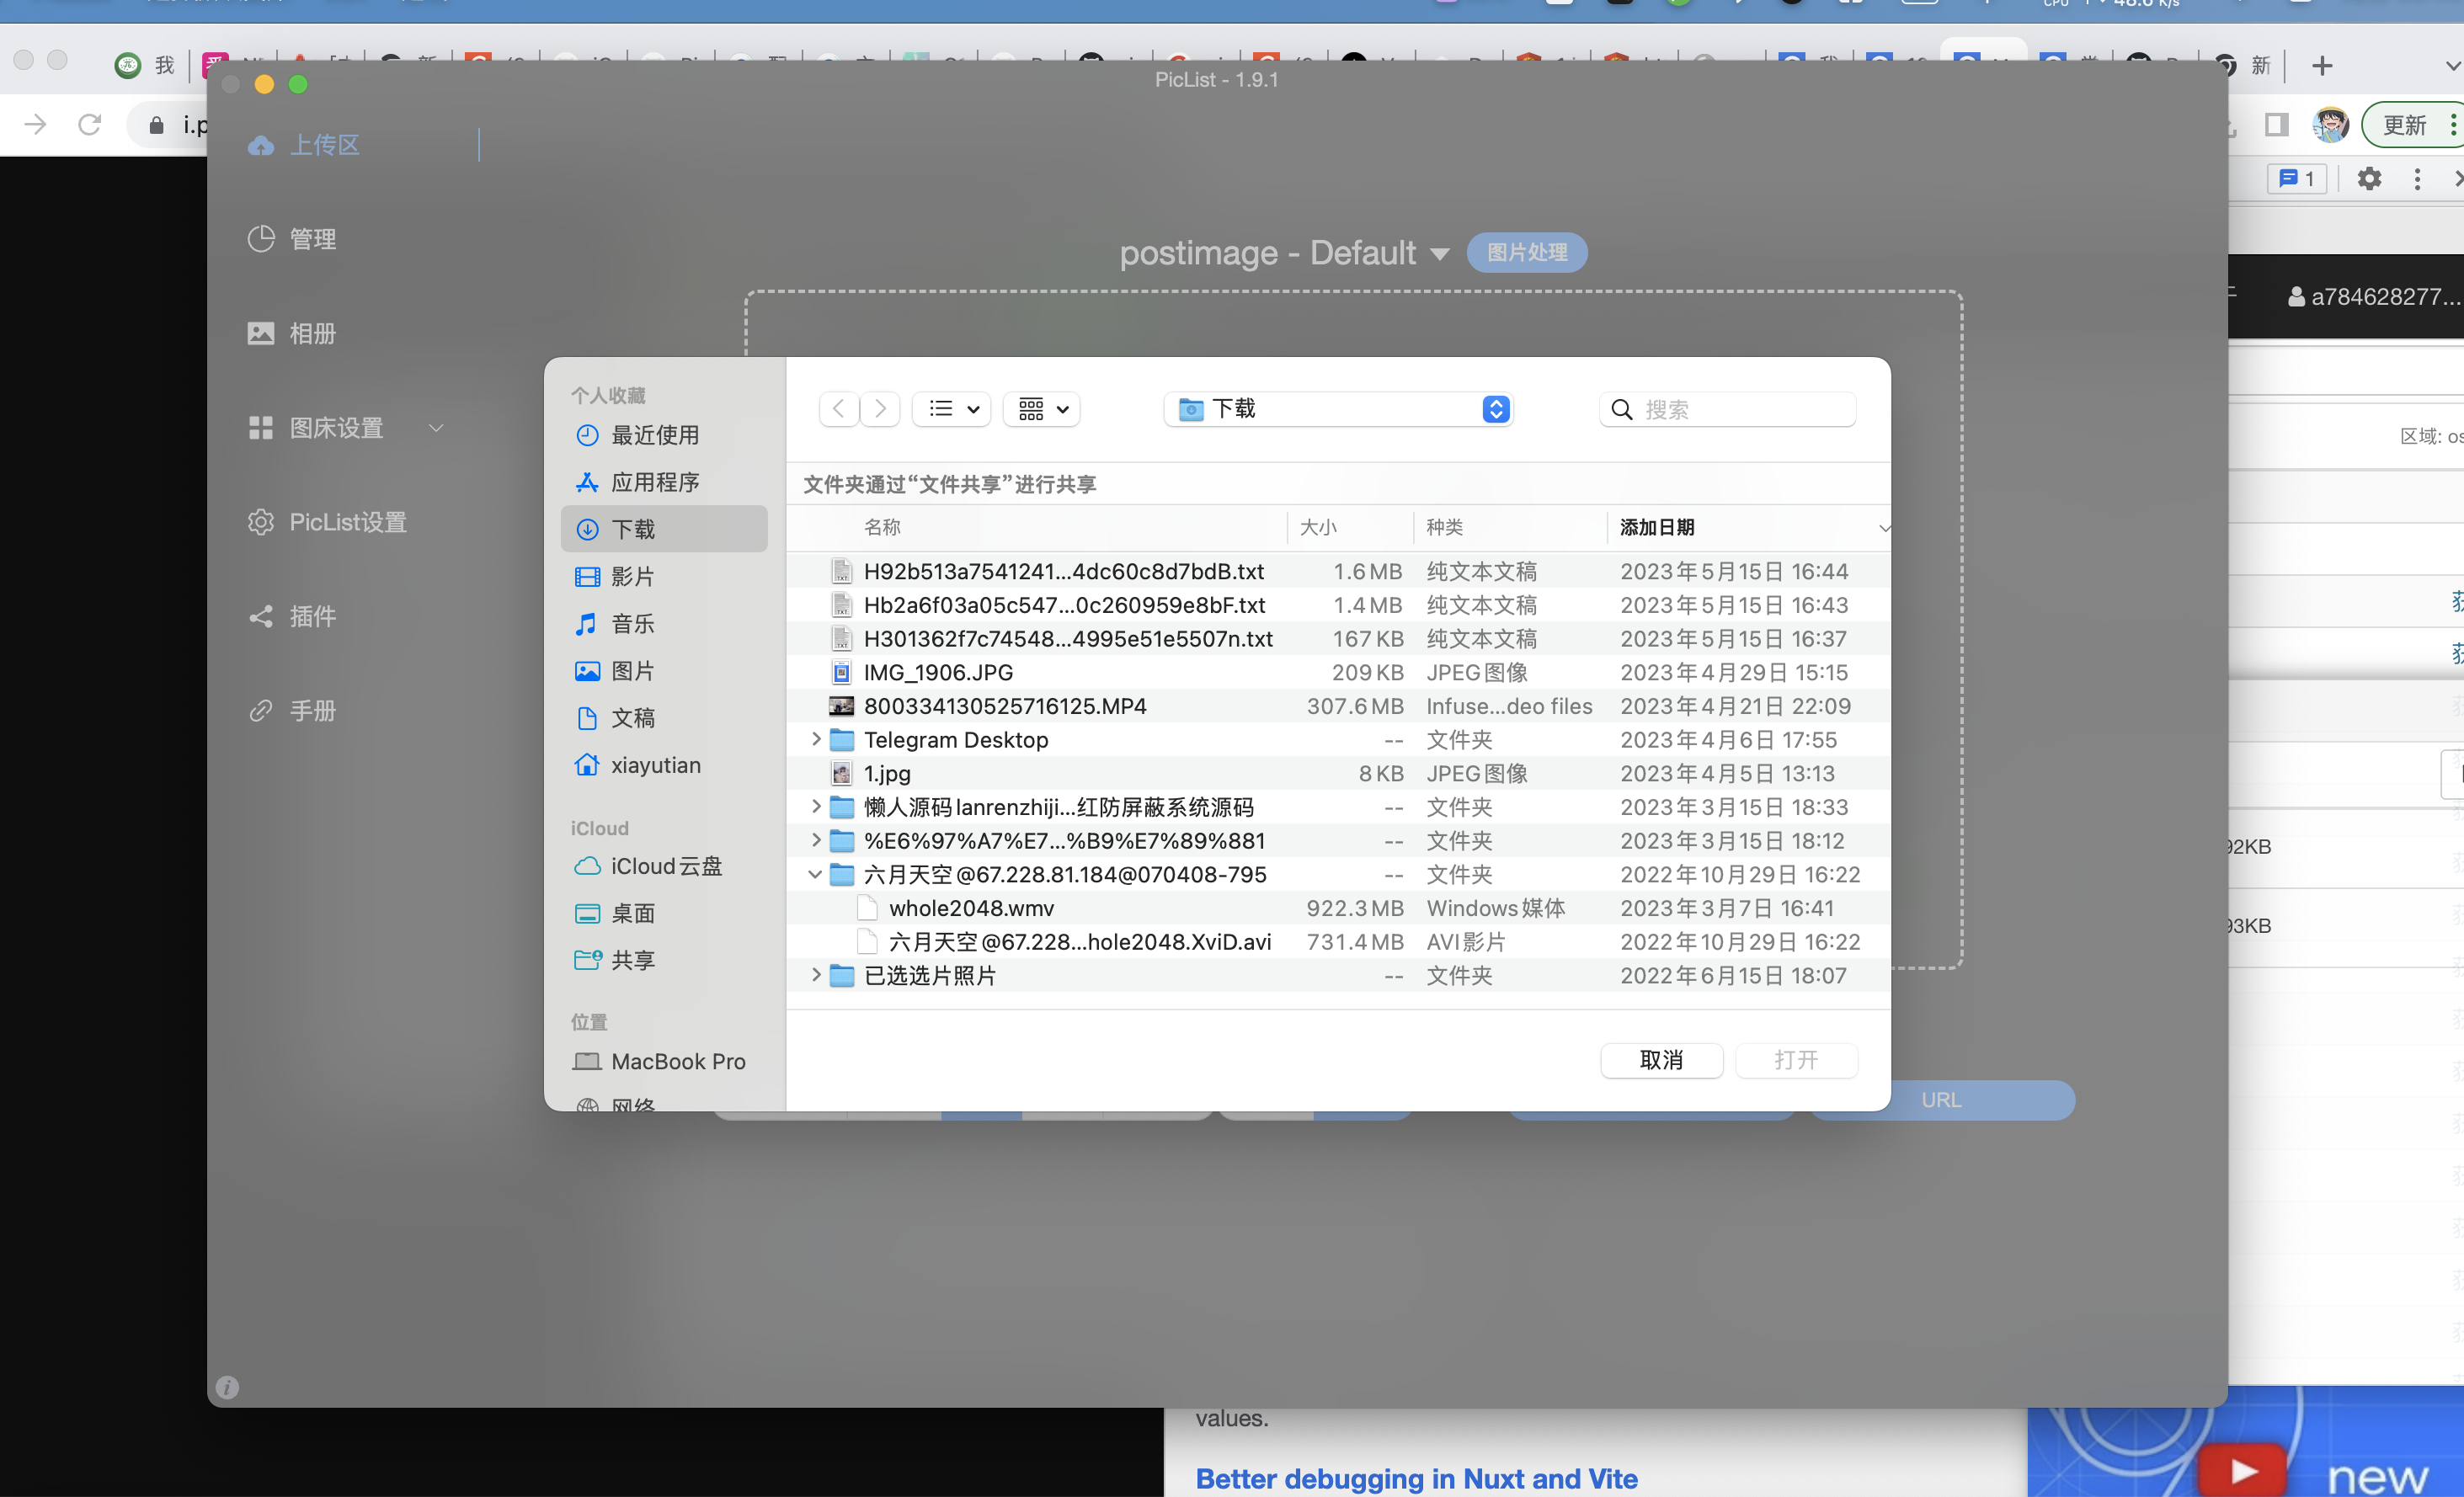 48.6 K/s
CPU
我
新
新
PicList - 1.9.1
i.p
更新
上传区
1
管理
postimage - Default
图片处理
a784628277...
相册
图床设置
PicList设置
插件
手册
个人收藏
最近使用
应用程序
下载
影片
音乐
图片
文稿
xiayutian
iCloud
iCloud云盘
桌面
共享
位置
MacBook Pro
网络
下载
搜索
文件夹通过“文件共享”进行共享
名称 大小 种类 添加日期
H92b513a7541241...4dc60c8d7bdB.txt 1.6 MB 纯文本文稿 2023年5月15日 16:44
Hb2a6f03a05c547...0c260959e8bF.txt 1.4 MB 纯文本文稿 2023年5月15日 16:43
H301362f7c74548...4995e51e5507n.txt 167 KB 纯文本文稿 2023年5月15日 16:37
IMG_1906.JPG 209 KB JPEG图像 2023年4月29日 15:15
800334130525716125.MP4 307.6 MB Infuse...deo files 2023年4月21日 22:09
Telegram Desktop -- 文件夹 2023年4月6日 17:55
1.jpg 8 KB JPEG图像 2023年4月5日 13:13
懒人源码lanrenzhiji...红防屏蔽系统源码 -- 文件夹 2023年3月15日 18:33
%E6%97%A7%E7...%B9%E7%89%881 -- 文件夹 2023年3月15日 18:12
六月天空@67.228.81.184@070408-795 -- 文件夹 2022年10月29日 16:22
whole2048.wmv 922.3 MB Windows媒体 2023年3月7日 16:41
六月天空@67.228...hole2048.XviD.avi 731.4 MB AVI影片 2022年10月29日 16:22
已选选片照片 -- 文件夹 2022年6月15日 18:07
取消 打开
URL
区域: os
92KB
93KB
values.
Better debugging in Nuxt and Vite
new